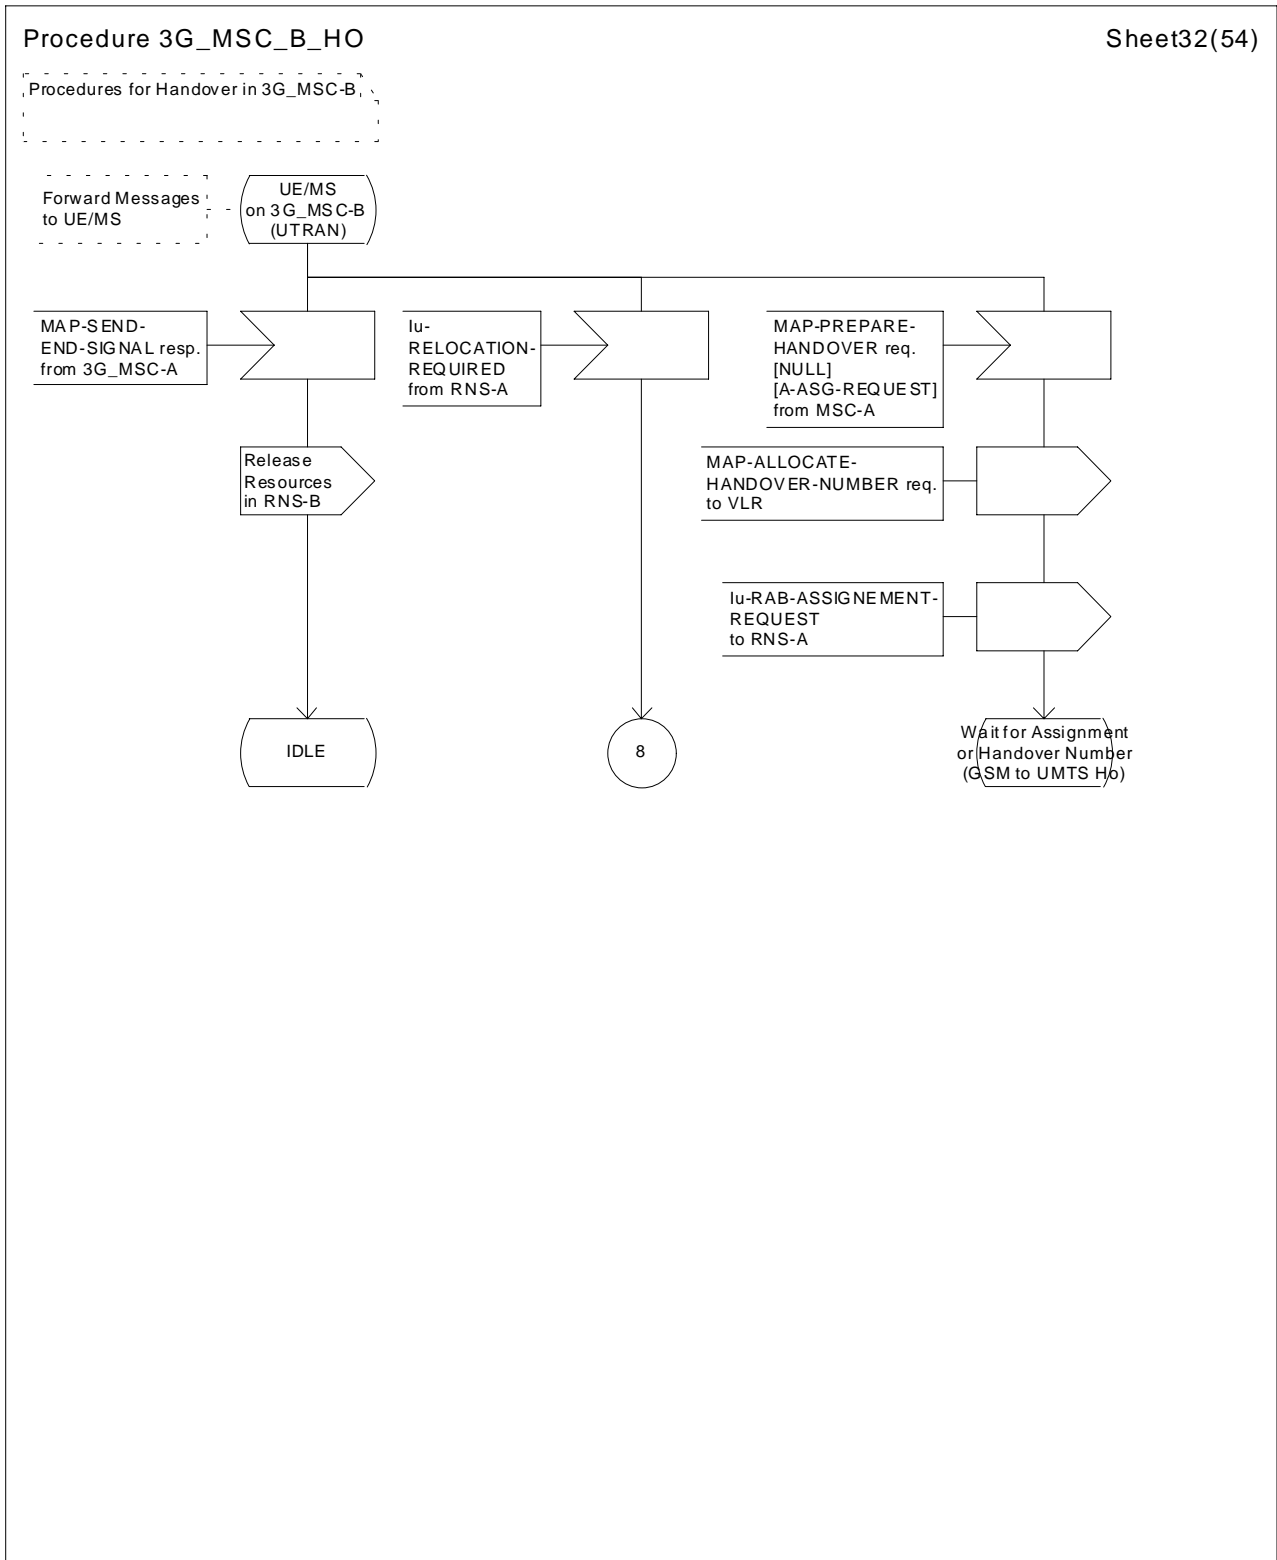 Procedure 3G_MSC_B_HO
Sheet32(54)
Procedures for Handover in 3G_MSC-B
Forward Messages
to UE/MS
UE/MS
on 3G_MSC-B
(UTRAN)
MAP-SEND-
END-SIGNAL resp.
from 3G_MSC-A
Iu-
RELOCATION-
REQUIRED
from RNS-A
MAP-PREPARE-
HANDOVER req.
[NULL]
[A-ASG-REQUEST]
from MSC-A
Release
Resources
in RNS-B
MAP-ALLOCATE-
HANDOVER-NUMBER req.
to VLR
Iu-RAB-ASSIGNEMENT-
REQUEST
to RNS-A
IDLE
8
Wait for Assignment
or Handover Number
(GSM to UMTS Ho)